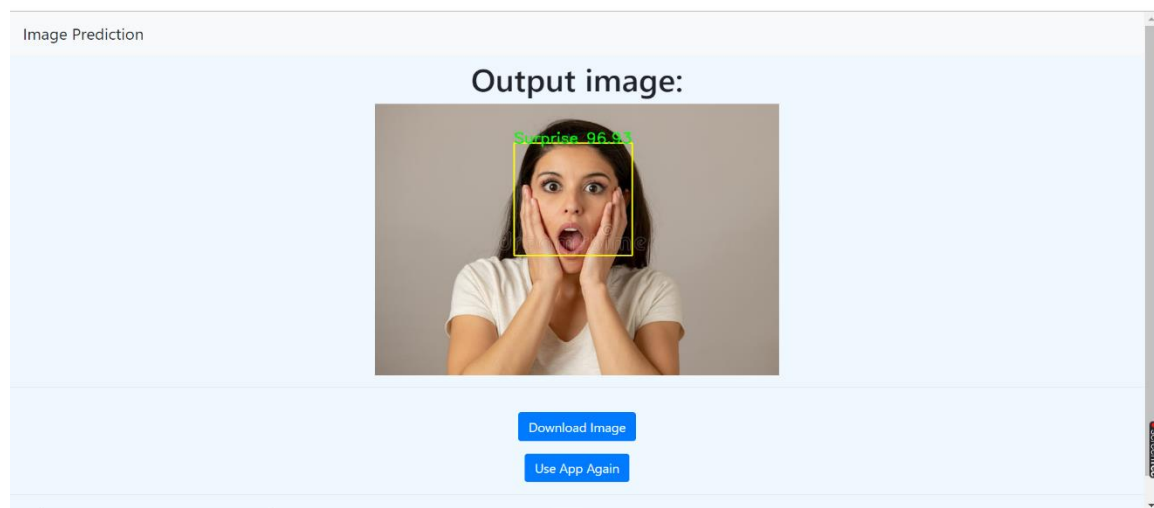 Image Prediction
Output image:
Surprise 96.93
Download Image
Use App Again